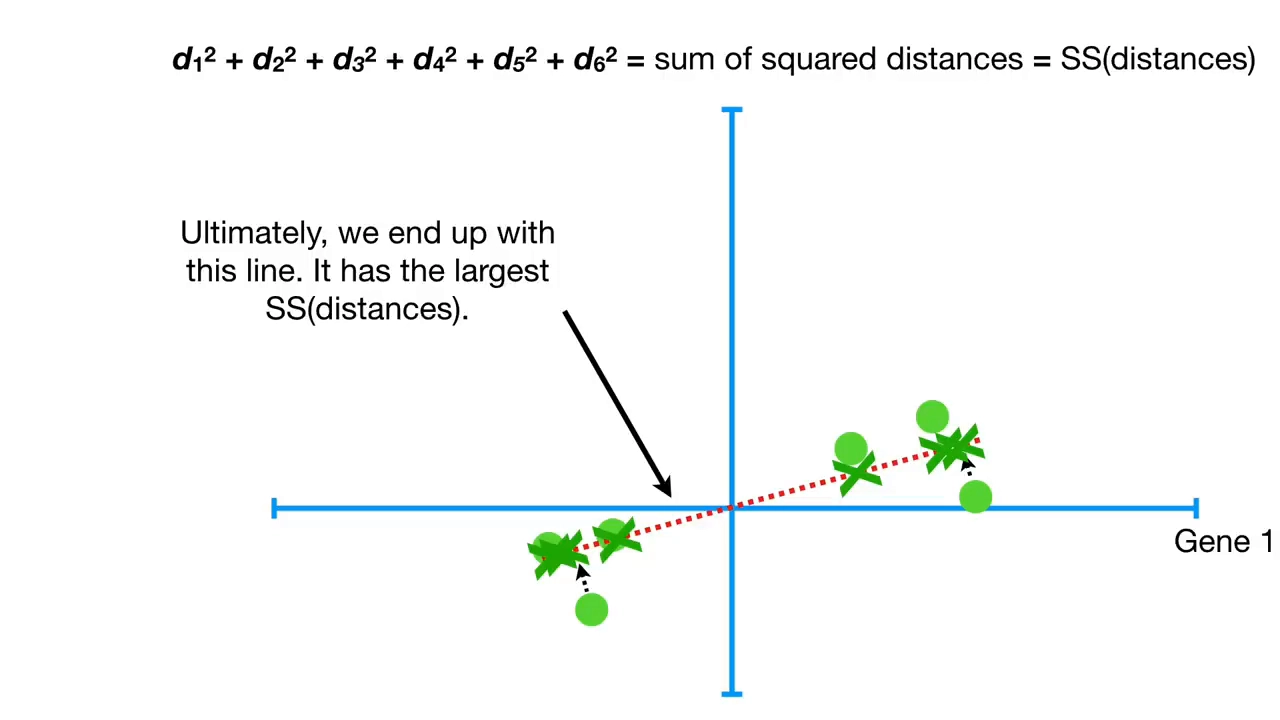 d₁² + d₂² + d₃² + d₄² + d₅² + d₆² = sum of squared distances = SS(distances)
Ultimately, we end up with
this line. It has the largest
SS(distances).
Gene 1